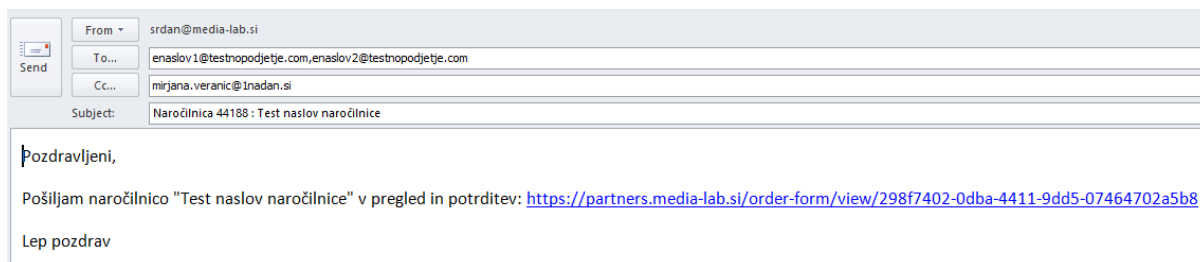 From ▾ srdan@media-lab.si
Send
To... enaslov1@testnopodjetje.com,enaslov2@testnopodjetje.com
Cc... mirjana.veranic@1nadan.si
Subject: Naročilnica 44188 : Test naslov naročilnice
Pozdravljeni,
Pošiljam naročilnico "Test naslov naročilnice" v pregled in potrditev: https://partners.media-lab.si/order-form/view/298f7402-0dba-4411-9dd5-07464702a5b8
Lep pozdrav